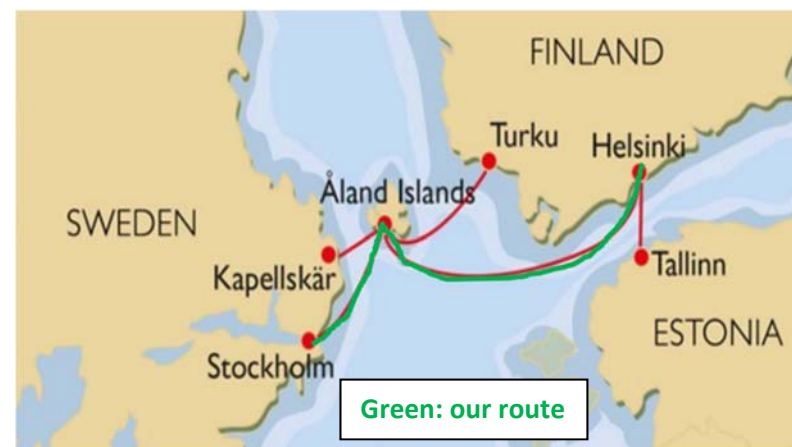 FINLAND
Turku
Helsinki
Åland Islands
SWEDEN
Kapellskär
Tallinn
ESTONIA
Stockholm
Green: our route